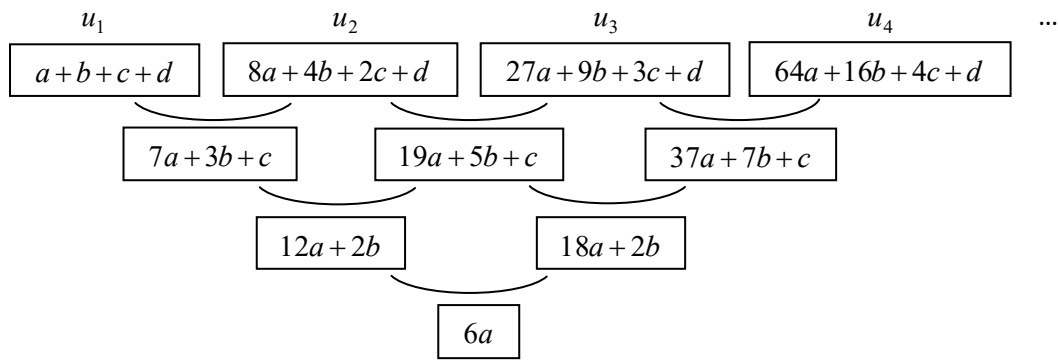 u₁ u₂ u₃ u₄ ...
a+b+c+d 8a+4b+2c+d 27a+9b+3c+d 64a+16b+4c+d
7a+3b+c 19a+5b+c 37a+7b+c
12a+2b 18a+2b
6a